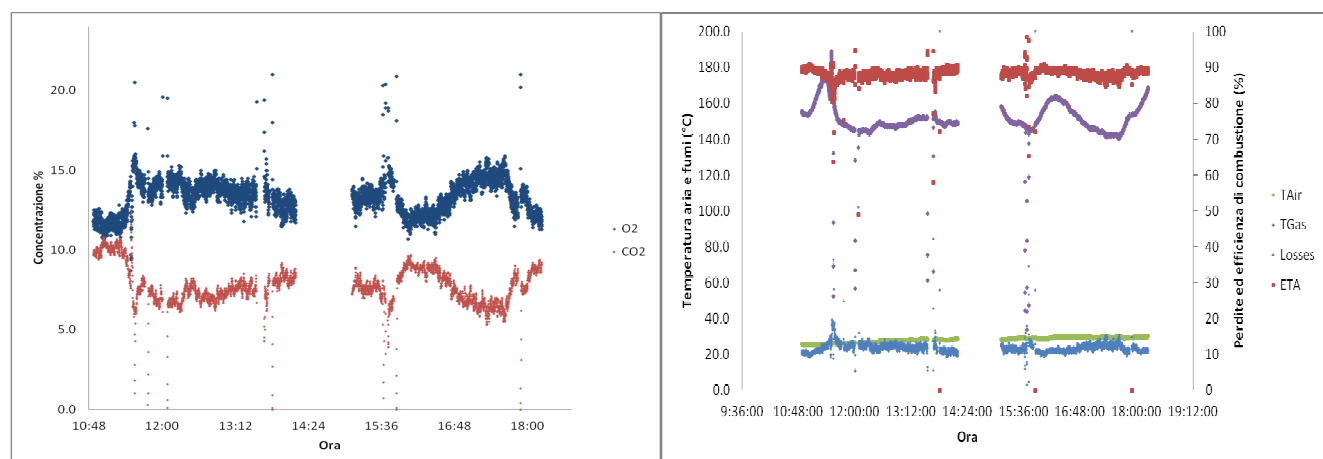 20.0
15.0
10.0
5.0
0.0
Concentrazione %
10:48 12:00 13:12 14:24 15:36 16:48 18:00
Ora
O2
CO2
200.0
180.0
160.0
140.0
120.0
100.0
80.0
60.0
40.0
20.0
0.0
Temperatura aria e fumi (°C)
100
90
80
70
60
50
40
30
20
10
0
Perdite ed efficienza di combustione (%)
9:36:00 10:48:00 12:00:00 13:12:00 14:24:00 15:36:00 16:48:00 18:00:00 19:12:00
Ora
TAir
TGas
Losses
ETA